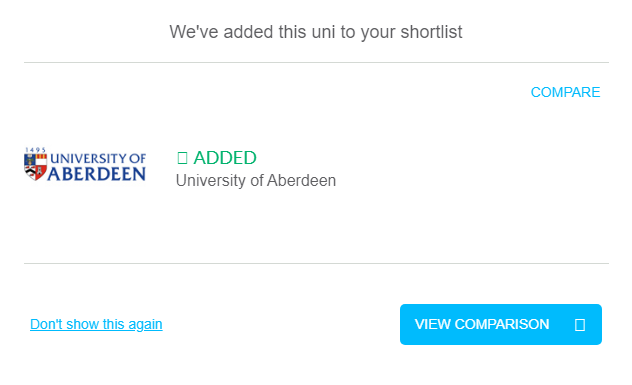 We've added this uni to your shortlist
COMPARE
1495
UNIVERSITY OF
ABERDEEN
ADDED
University of Aberdeen
Don't show this again
VIEW COMPARISON